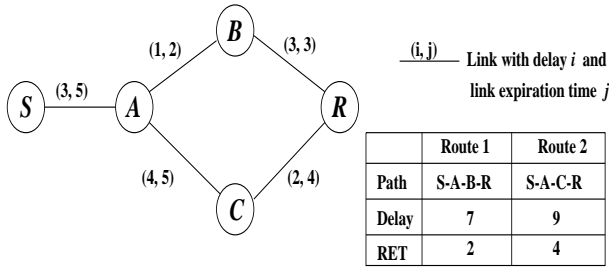 B
(1, 2)
(3, 3)
(i, j)
Link with delay i and
link expiration time j
(3, 5)
S
A
R
(4, 5)
(2, 4)
C
Route 1 Route 2
Path S-A-B-R S-A-C-R
Delay 7 9
RET 2 4